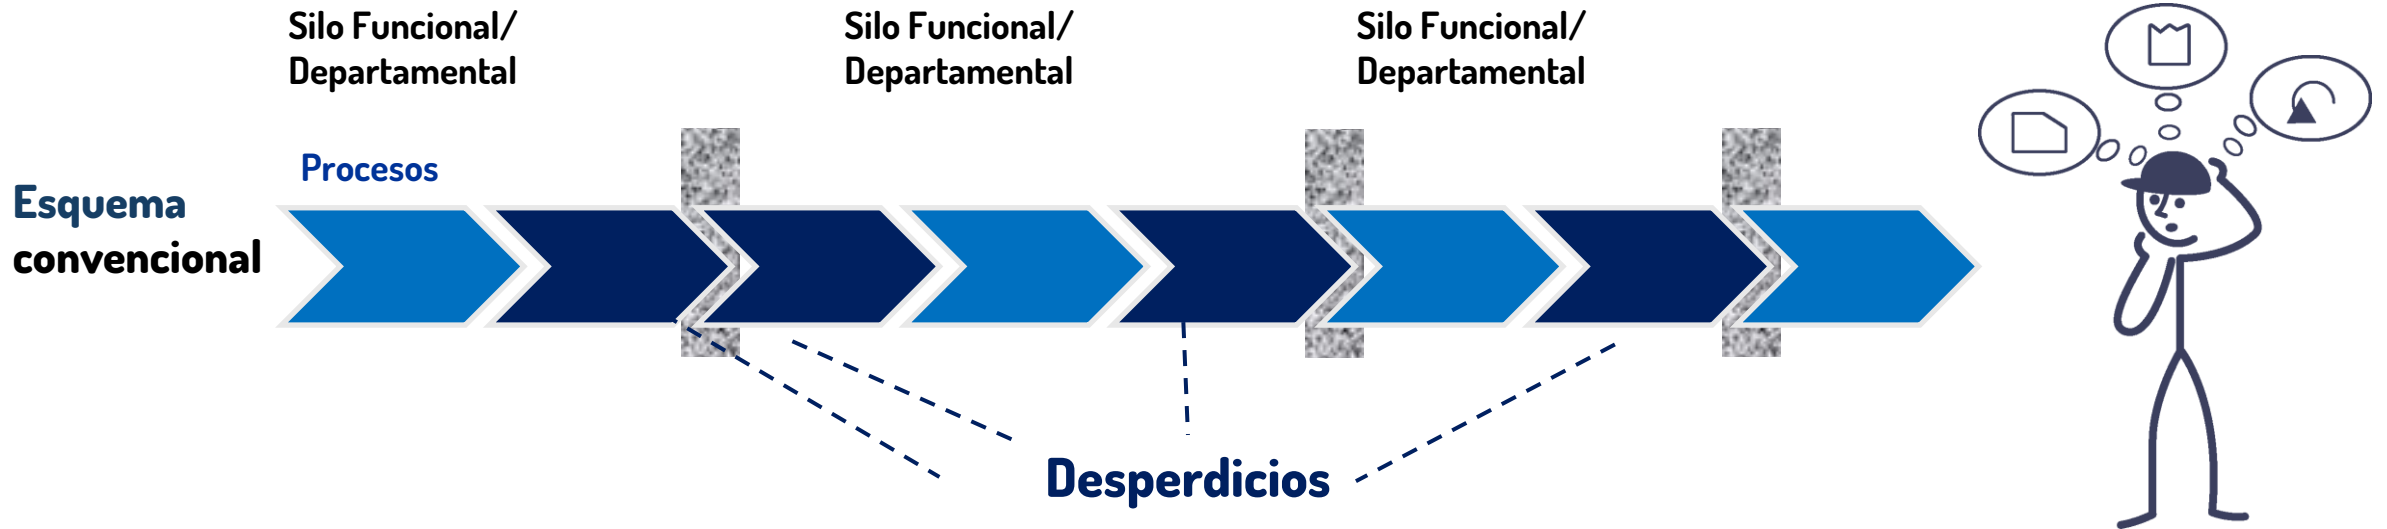 Silo Funcional/
Departamental
Silo Funcional/
Departamental
Silo Funcional/
Departamental
Procesos
Esquema
convencional
Desperdicios